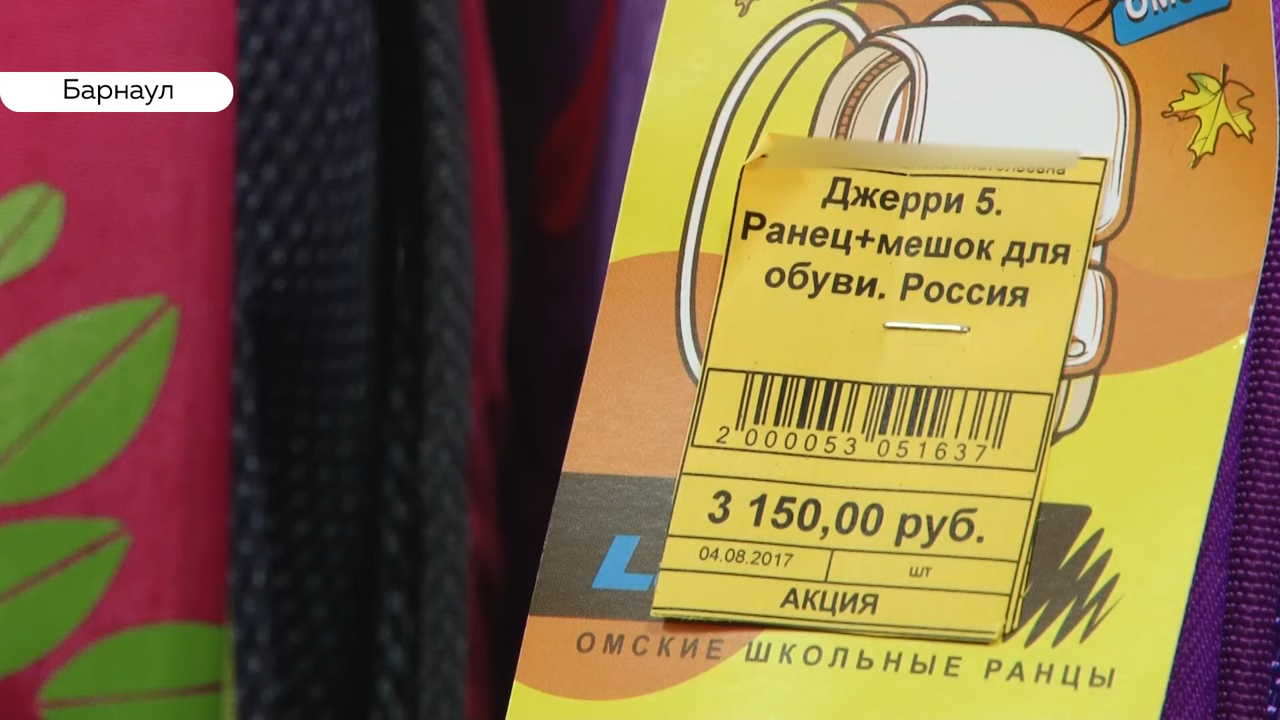 Барнаул
Джерри 5.
Ранец+мешок для
обуви. Россия
2 000053 051637
3 150,00 руб.
04.08.2017
шт
АКЦИЯ
ОМСКИЕ ШКОЛЬНЫЕ РАНЦЫ